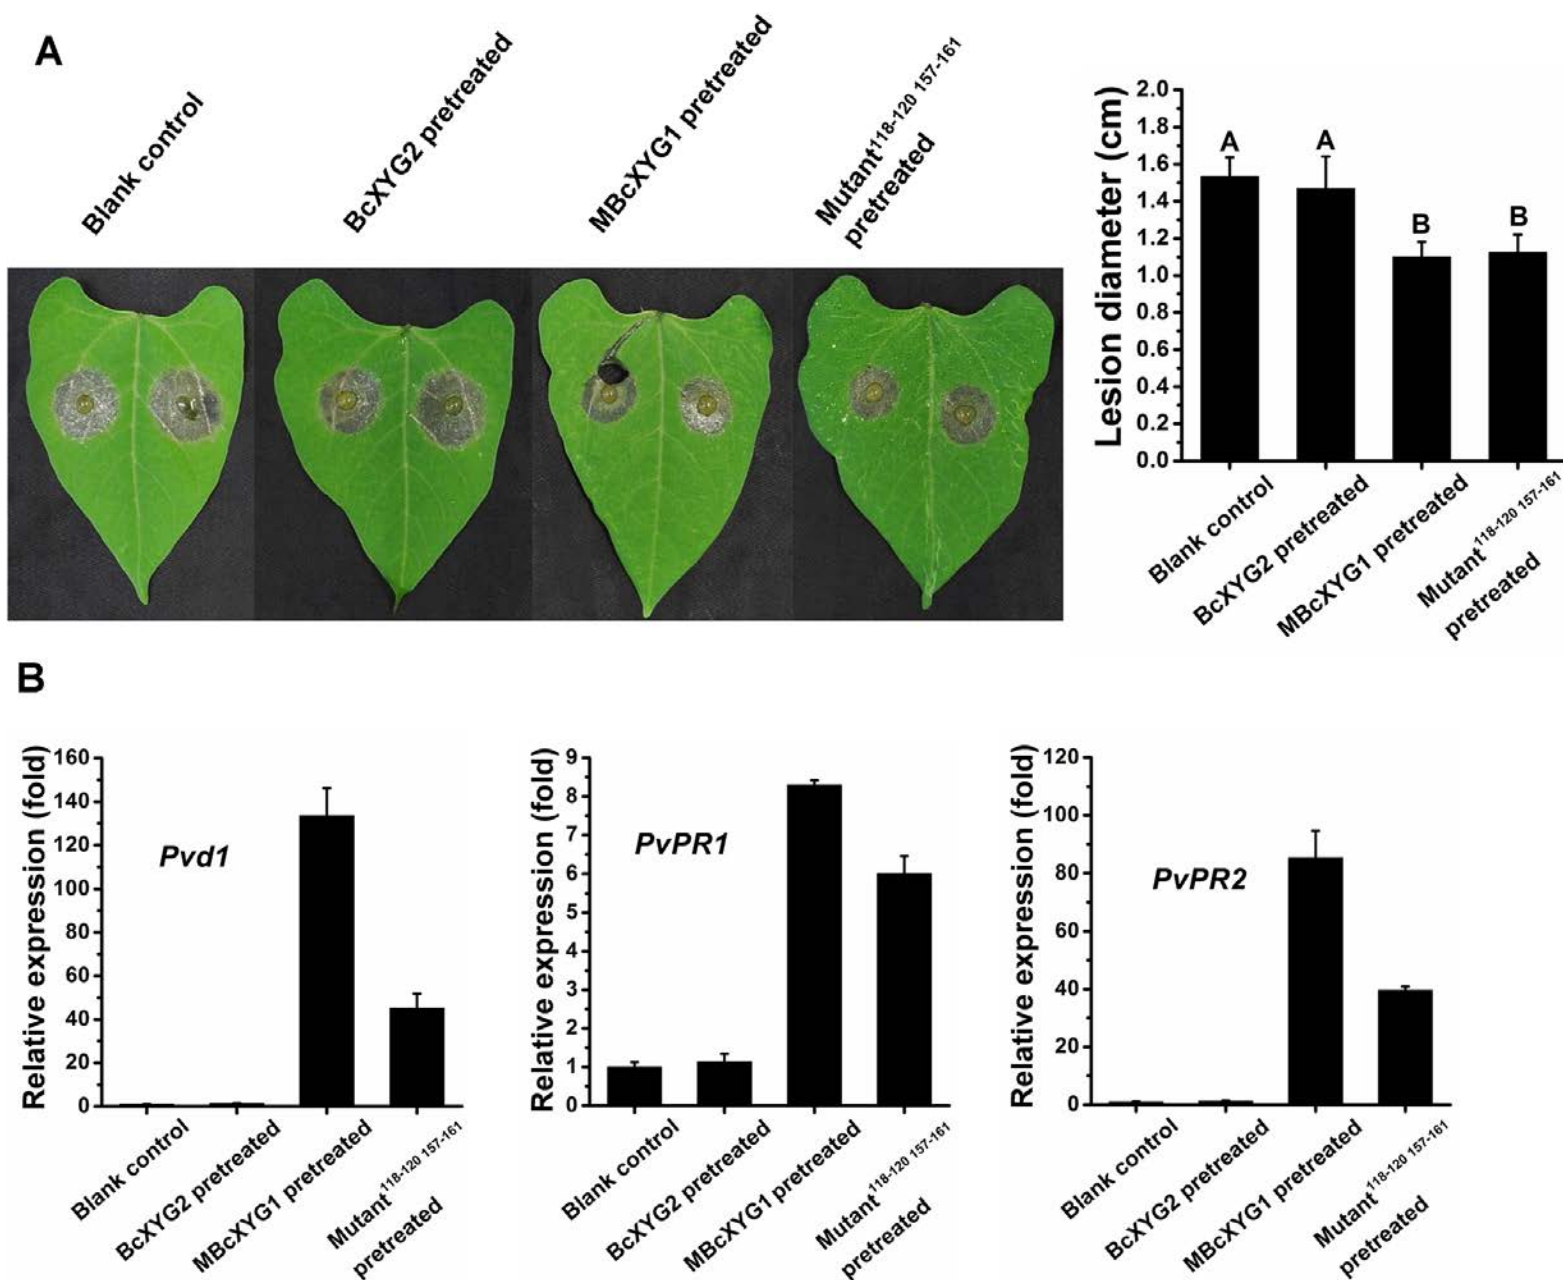 A
Blank control
BcXYG2 pretreated
MBcXYG1 pretreated
Mutant118-120 157-161
pretreated
Lesion diameter (cm)
2.0
1.8
1.6
1.4
1.2
1.0
0.8
0.6
0.4
0.2
0.0
A
A
B
B
Blank control
BcXYG2 pretreated
MBcXYG1 pretreated
Mutant118-120 157-161
pretreated
B
Relative expression (fold)
160
140
120
100
80
60
40
20
0
Pvd1
Blank control
BcXYG2 pretreated
MBcXYG1 pretreated
Mutant118-120 157-161
pretreated
Relative expression (fold)
9
8
7
6
5
4
3
2
1
0
PvPR1
Blank control
BcXYG2 pretreated
MBcXYG1 pretreated
Mutant118-120 157-161
pretreated
Relative expression (fold)
120
100
80
60
40
20
0
PvPR2
Blank control
BcXYG2 pretreated
MBcXYG1 pretreated
Mutant118-120 157-161
pretreated